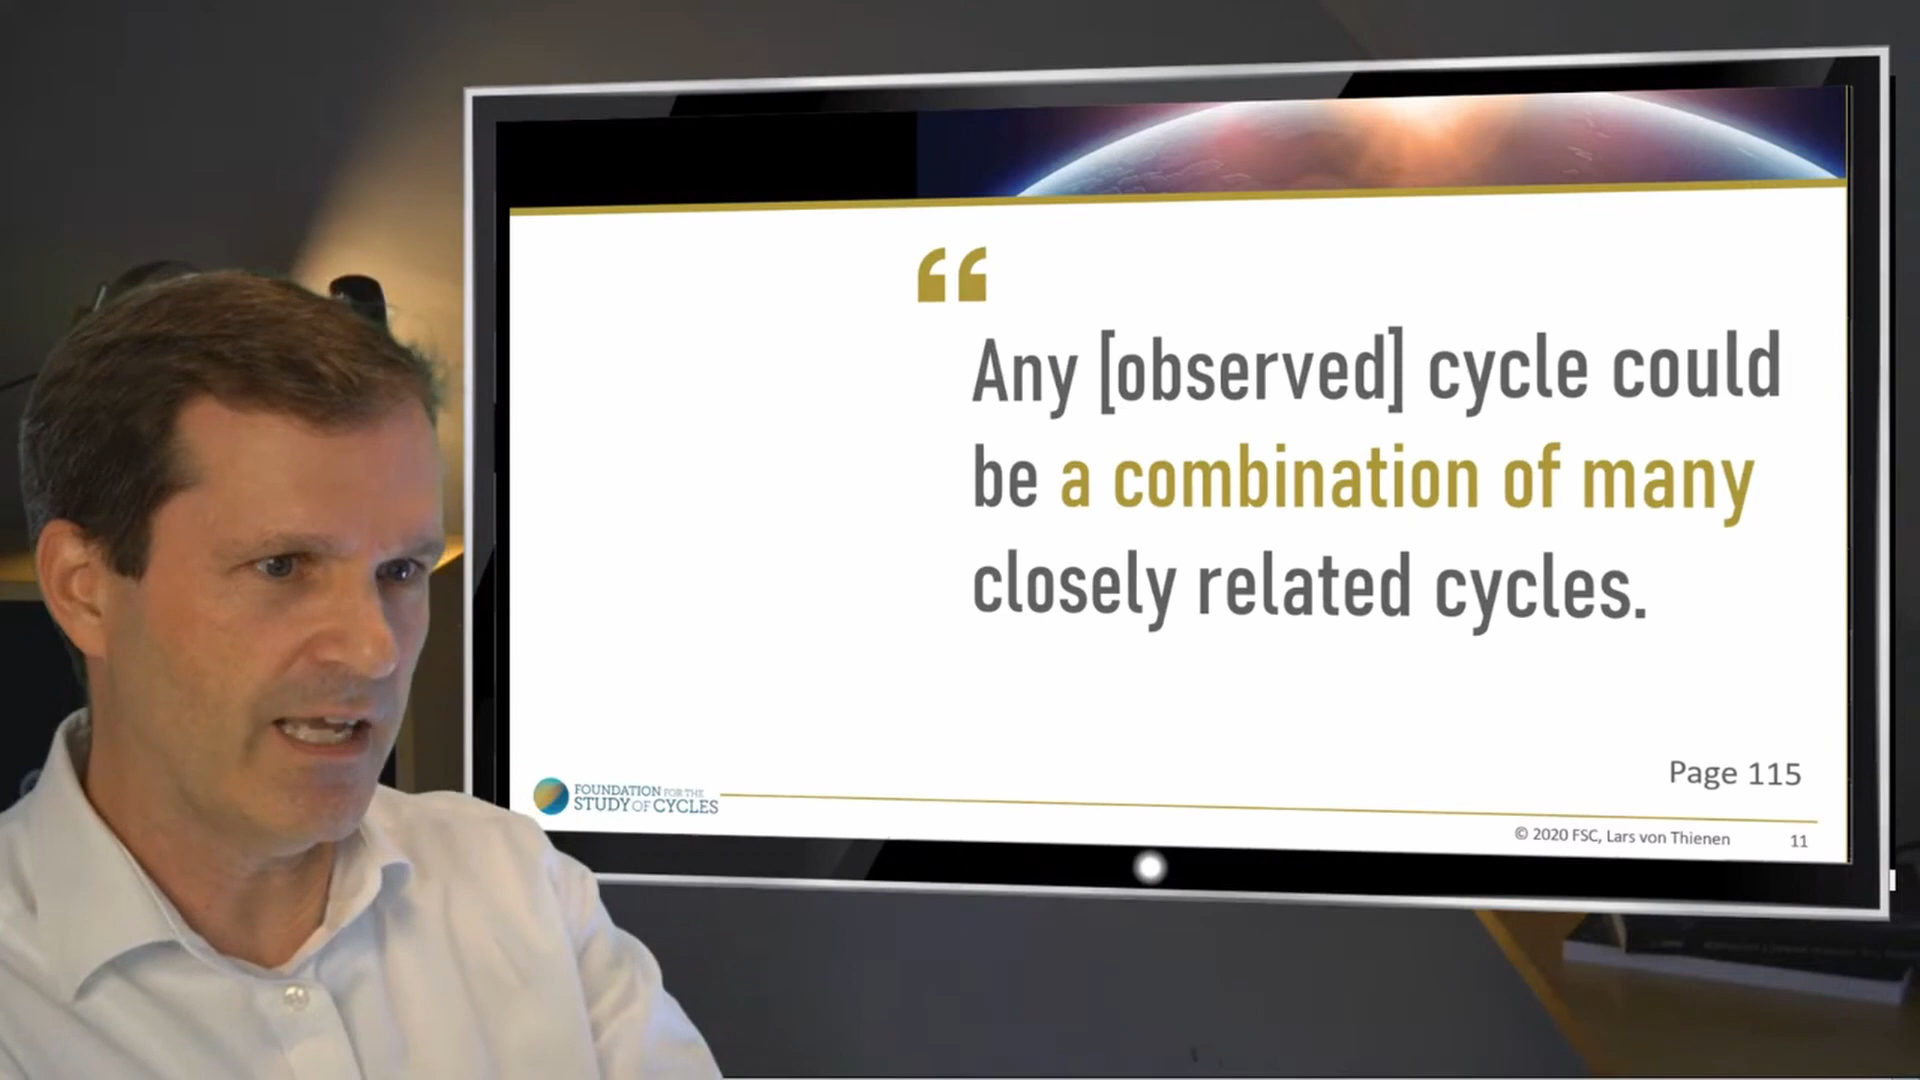 “
Any [observed] cycle could
be a combination of many
closely related cycles.
Page 115
FOUNDATION FOR THE
STUDY OF CYCLES
© 2020 FSC, Lars von Thienen
11